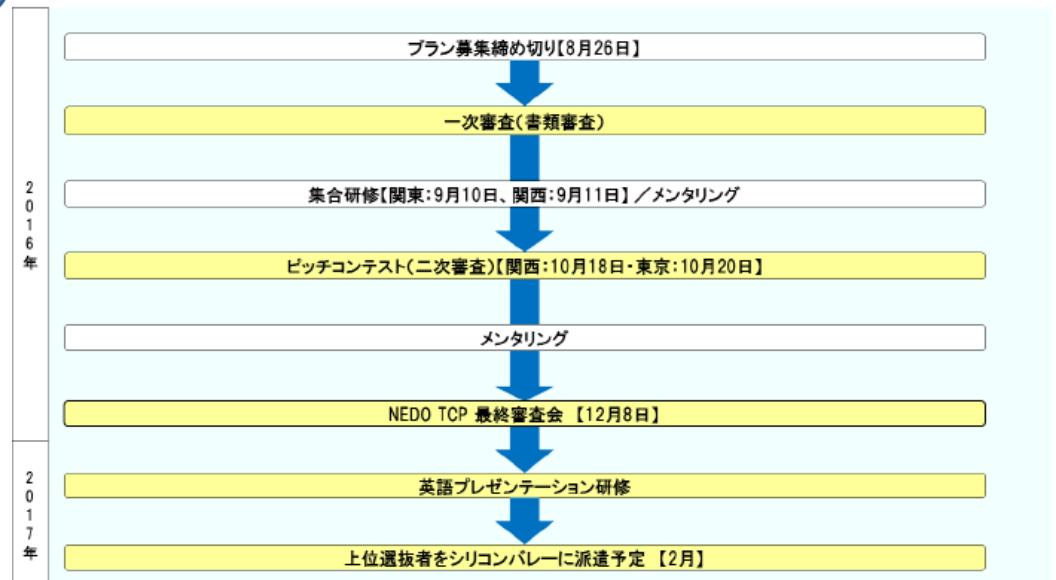 2016年
プラン募集締め切り【8月26日】
一次審査(書類審査)
集合研修【関東:9月10日、関西:9月11日】／メンタリング
ピッチコンテスト(二次審査)【関西:10月18日・東京:10月20日】
メンタリング
NEDO TCP 最終審査会 【12月8日】
2017年
英語プレゼンテーション研修
上位選抜者をシリコンバレーに派遣予定 【2月】